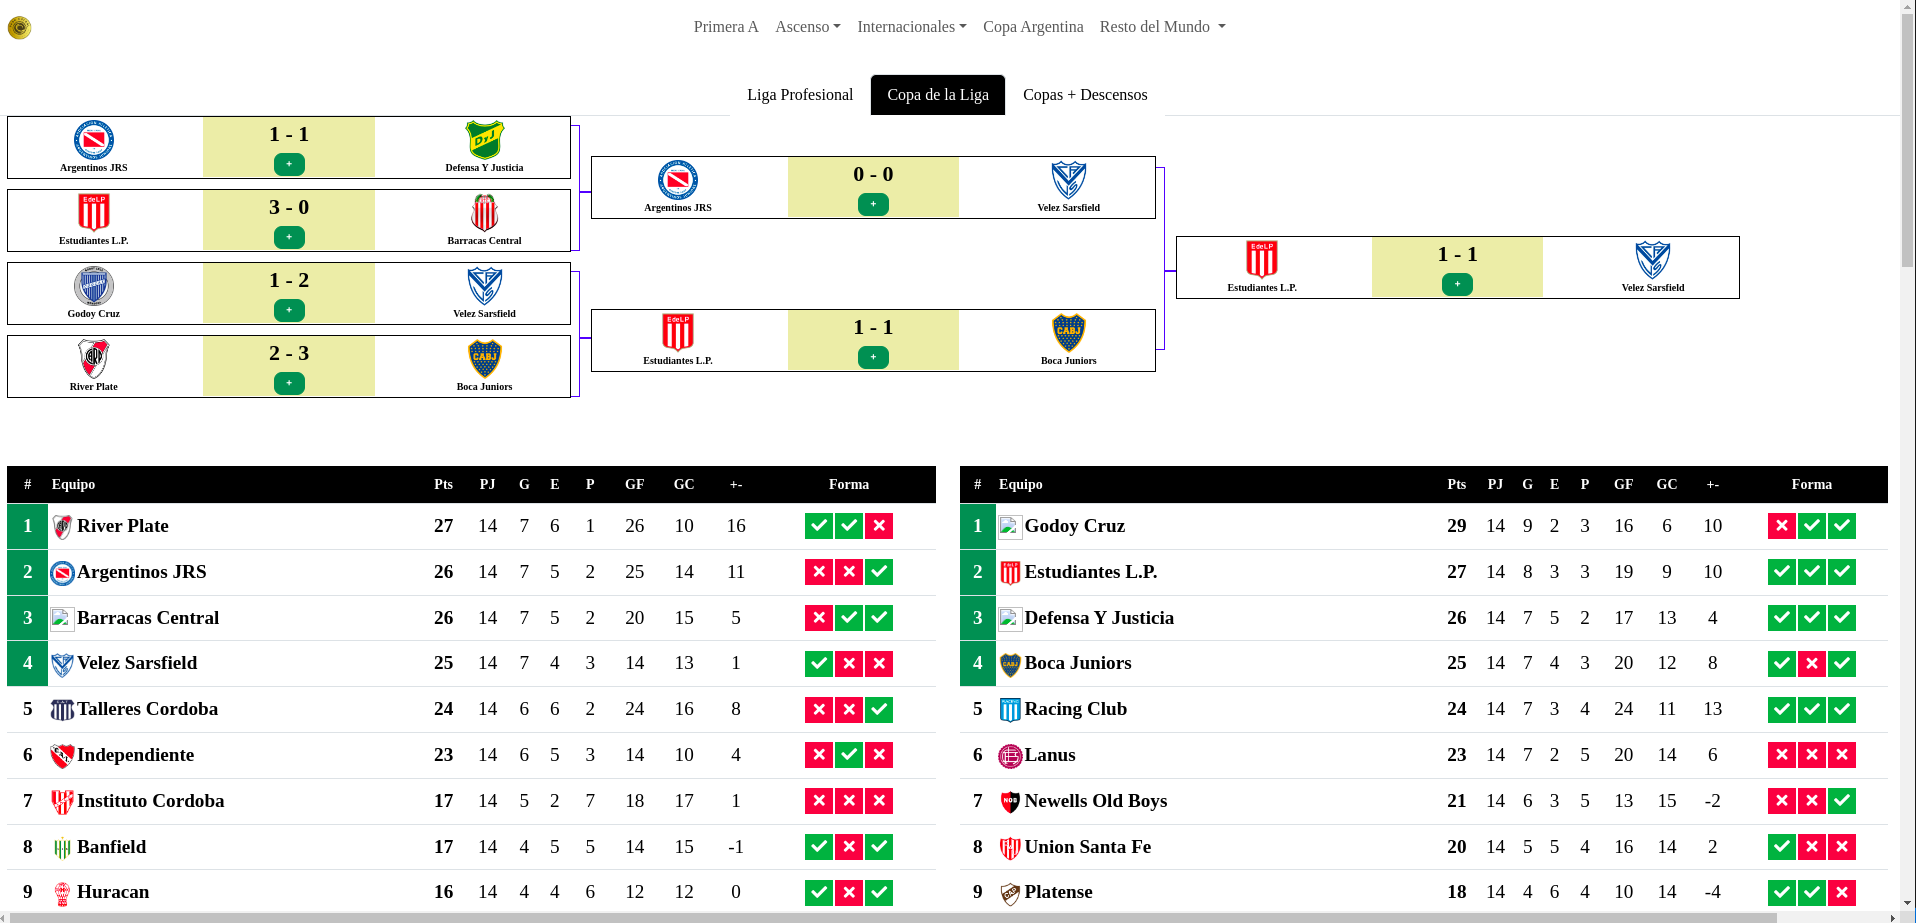 Primera A Ascenso Internacionales Copa Argentina Resto del Mundo
Liga Profesional Copa de la Liga Copas + Descensos
1 - 1
+
Argentinos JRS Defensa Y Justicia
3 - 0
+
Estudiantes L.P. Barracas Central
1 - 2
+
Godoy Cruz Velez Sarsfield
2 - 3
+
River Plate Boca Juniors
0 - 0
+
Argentinos JRS Velez Sarsfield
1 - 1
+
Estudiantes L.P. Boca Juniors
1 - 1
+
Estudiantes L.P. Velez Sarsfield
# Equipo Pts PJ G E P GF GC +- Forma
1 River Plate 27 14 7 6 1 26 10 16
2 Argentinos JRS 26 14 7 5 2 25 14 11
3 Barracas Central 26 14 7 5 2 20 15 5
4 Velez Sarsfield 25 14 7 4 3 14 13 1
5 Talleres Cordoba 24 14 6 6 2 24 16 8
6 Independiente 23 14 6 5 3 14 10 4
7 Instituto Cordoba 17 14 5 2 7 18 17 1
8 Banfield 17 14 4 5 5 14 15 -1
9 Huracan 16 14 4 4 6 12 12 0
# Equipo Pts PJ G E P GF GC +- Forma
1 Godoy Cruz 29 14 9 2 3 16 6 10
2 Estudiantes L.P. 27 14 8 3 3 19 9 10
3 Defensa Y Justicia 26 14 7 5 2 17 13 4
4 Boca Juniors 25 14 7 4 3 20 12 8
5 Racing Club 24 14 7 3 4 24 11 13
6 Lanus 23 14 7 2 5 20 14 6
7 Newells Old Boys 21 14 6 3 5 13 15 -2
8 Union Santa Fe 20 14 5 5 4 16 14 2
9 Platense 18 14 4 6 4 10 14 -4